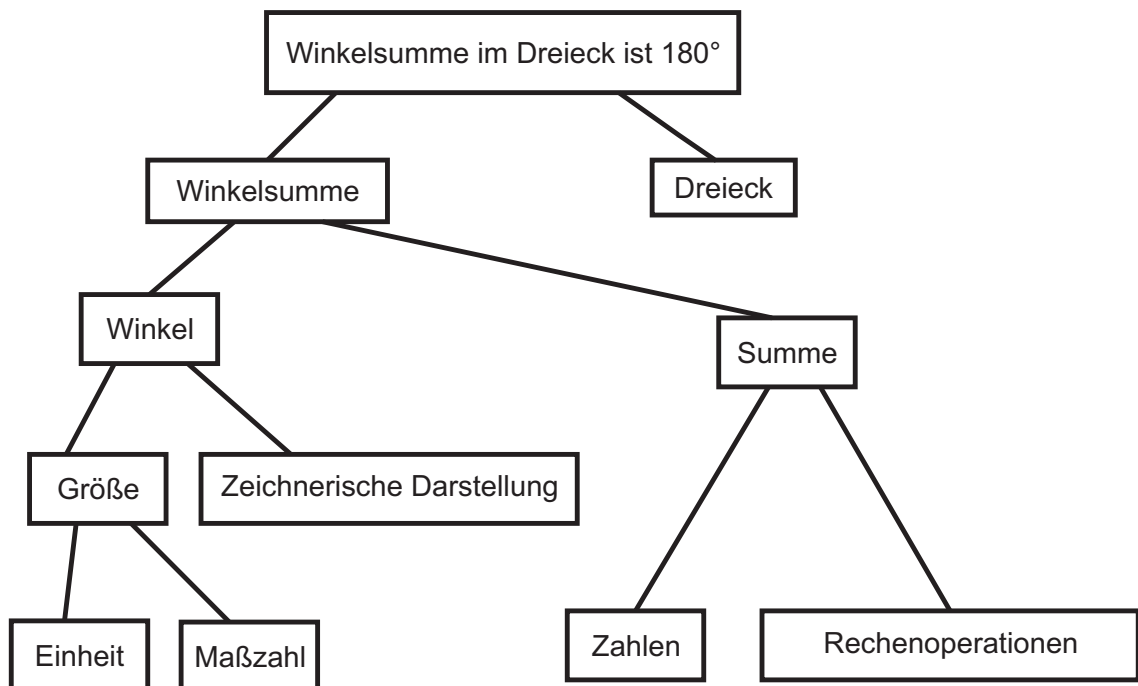 Winkelsumme im Dreieck ist 180°
Winkelsumme
Dreieck
Winkel
Summe
Größe
Zeichnerische Darstellung
Einheit
Maßzahl
Zahlen
Rechenoperationen